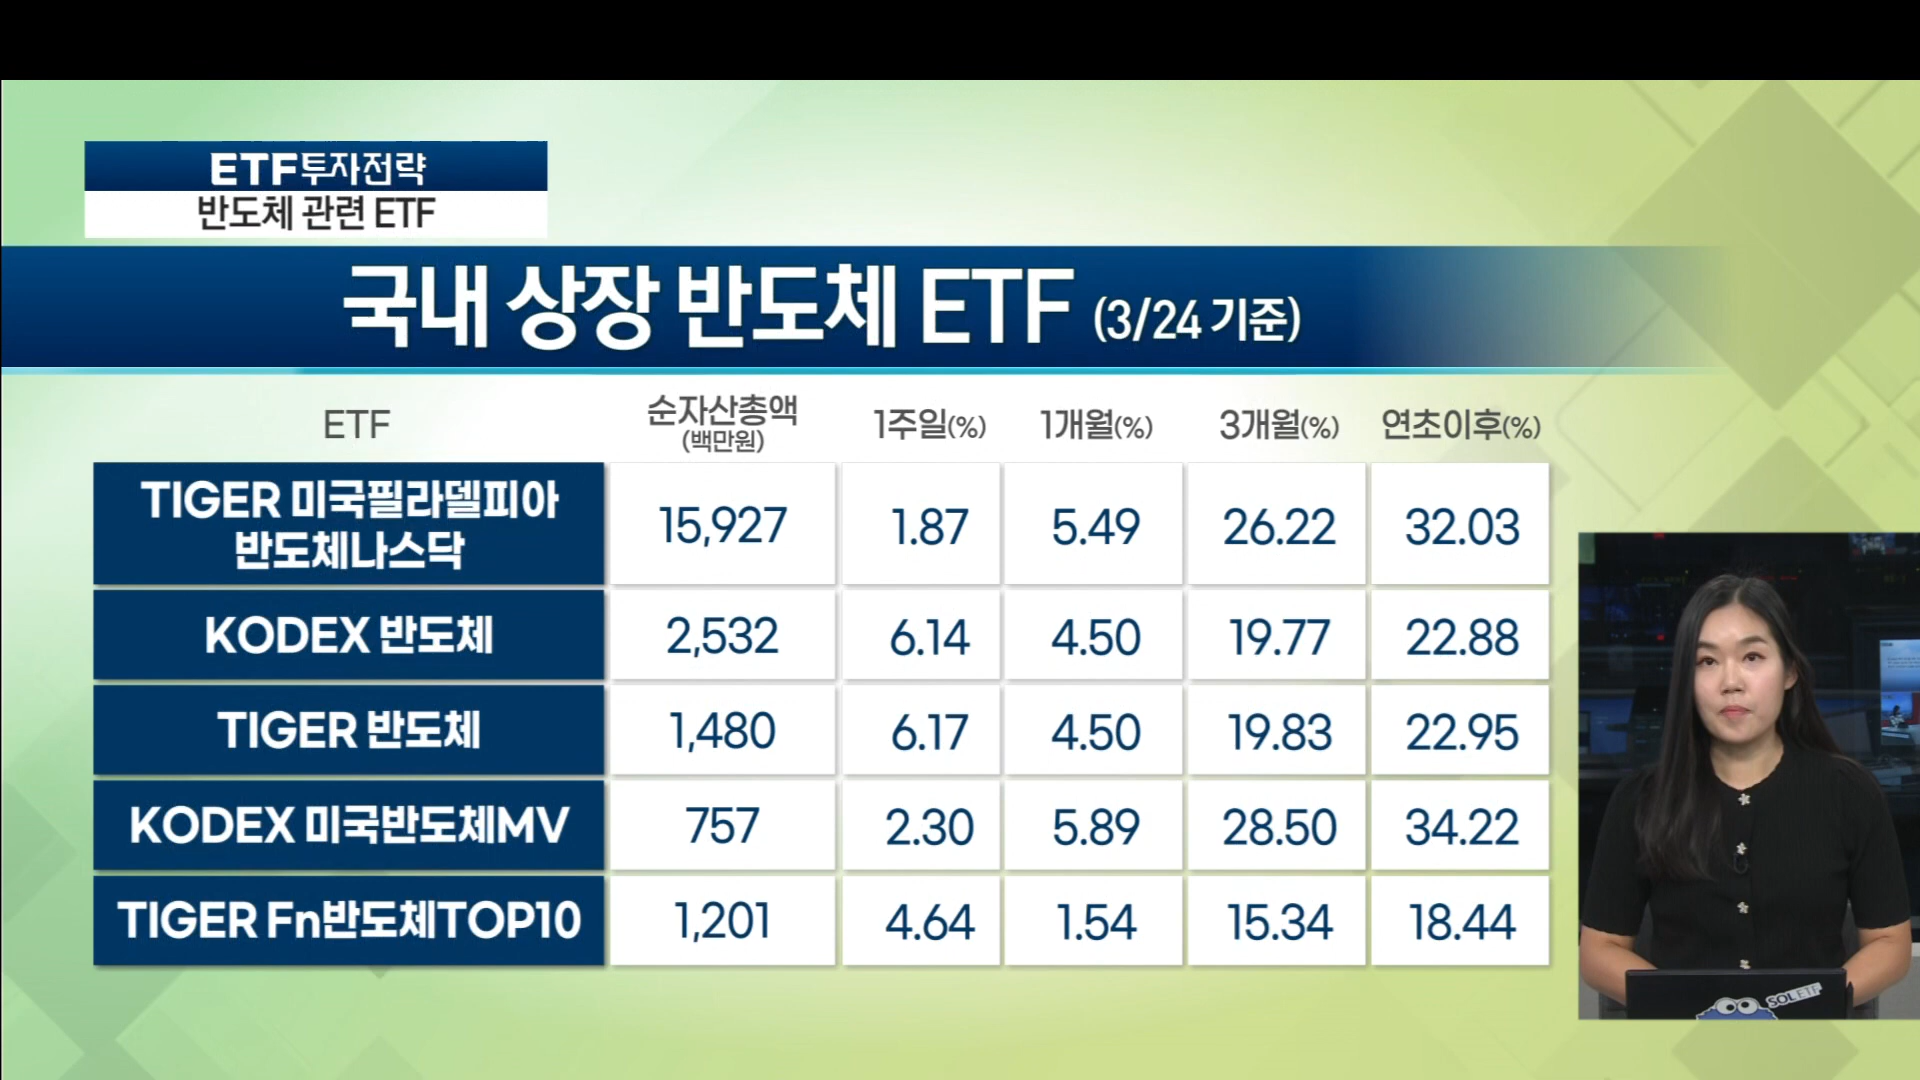 ETF투자전략
반도체 관련 ETF
국내 상장 반도체 ETF (3/24 기준)
ETF 순자산총액 (백만원) 1주일(%) 1개월(%) 3개월(%) 연초이후(%)
TIGER 미국필라델피아
반도체나스닥 15,927 1.87 5.49 26.22 32.03
KODEX 반도체 2,532 6.14 4.50 19.77 22.88
TIGER 반도체 1,480 6.17 4.50 19.83 22.95
KODEX 미국반도체MV 757 2.30 5.89 28.50 34.22
TIGER Fn반도체TOP10 1,201 4.64 1.54 15.34 18.44
SOL ETF